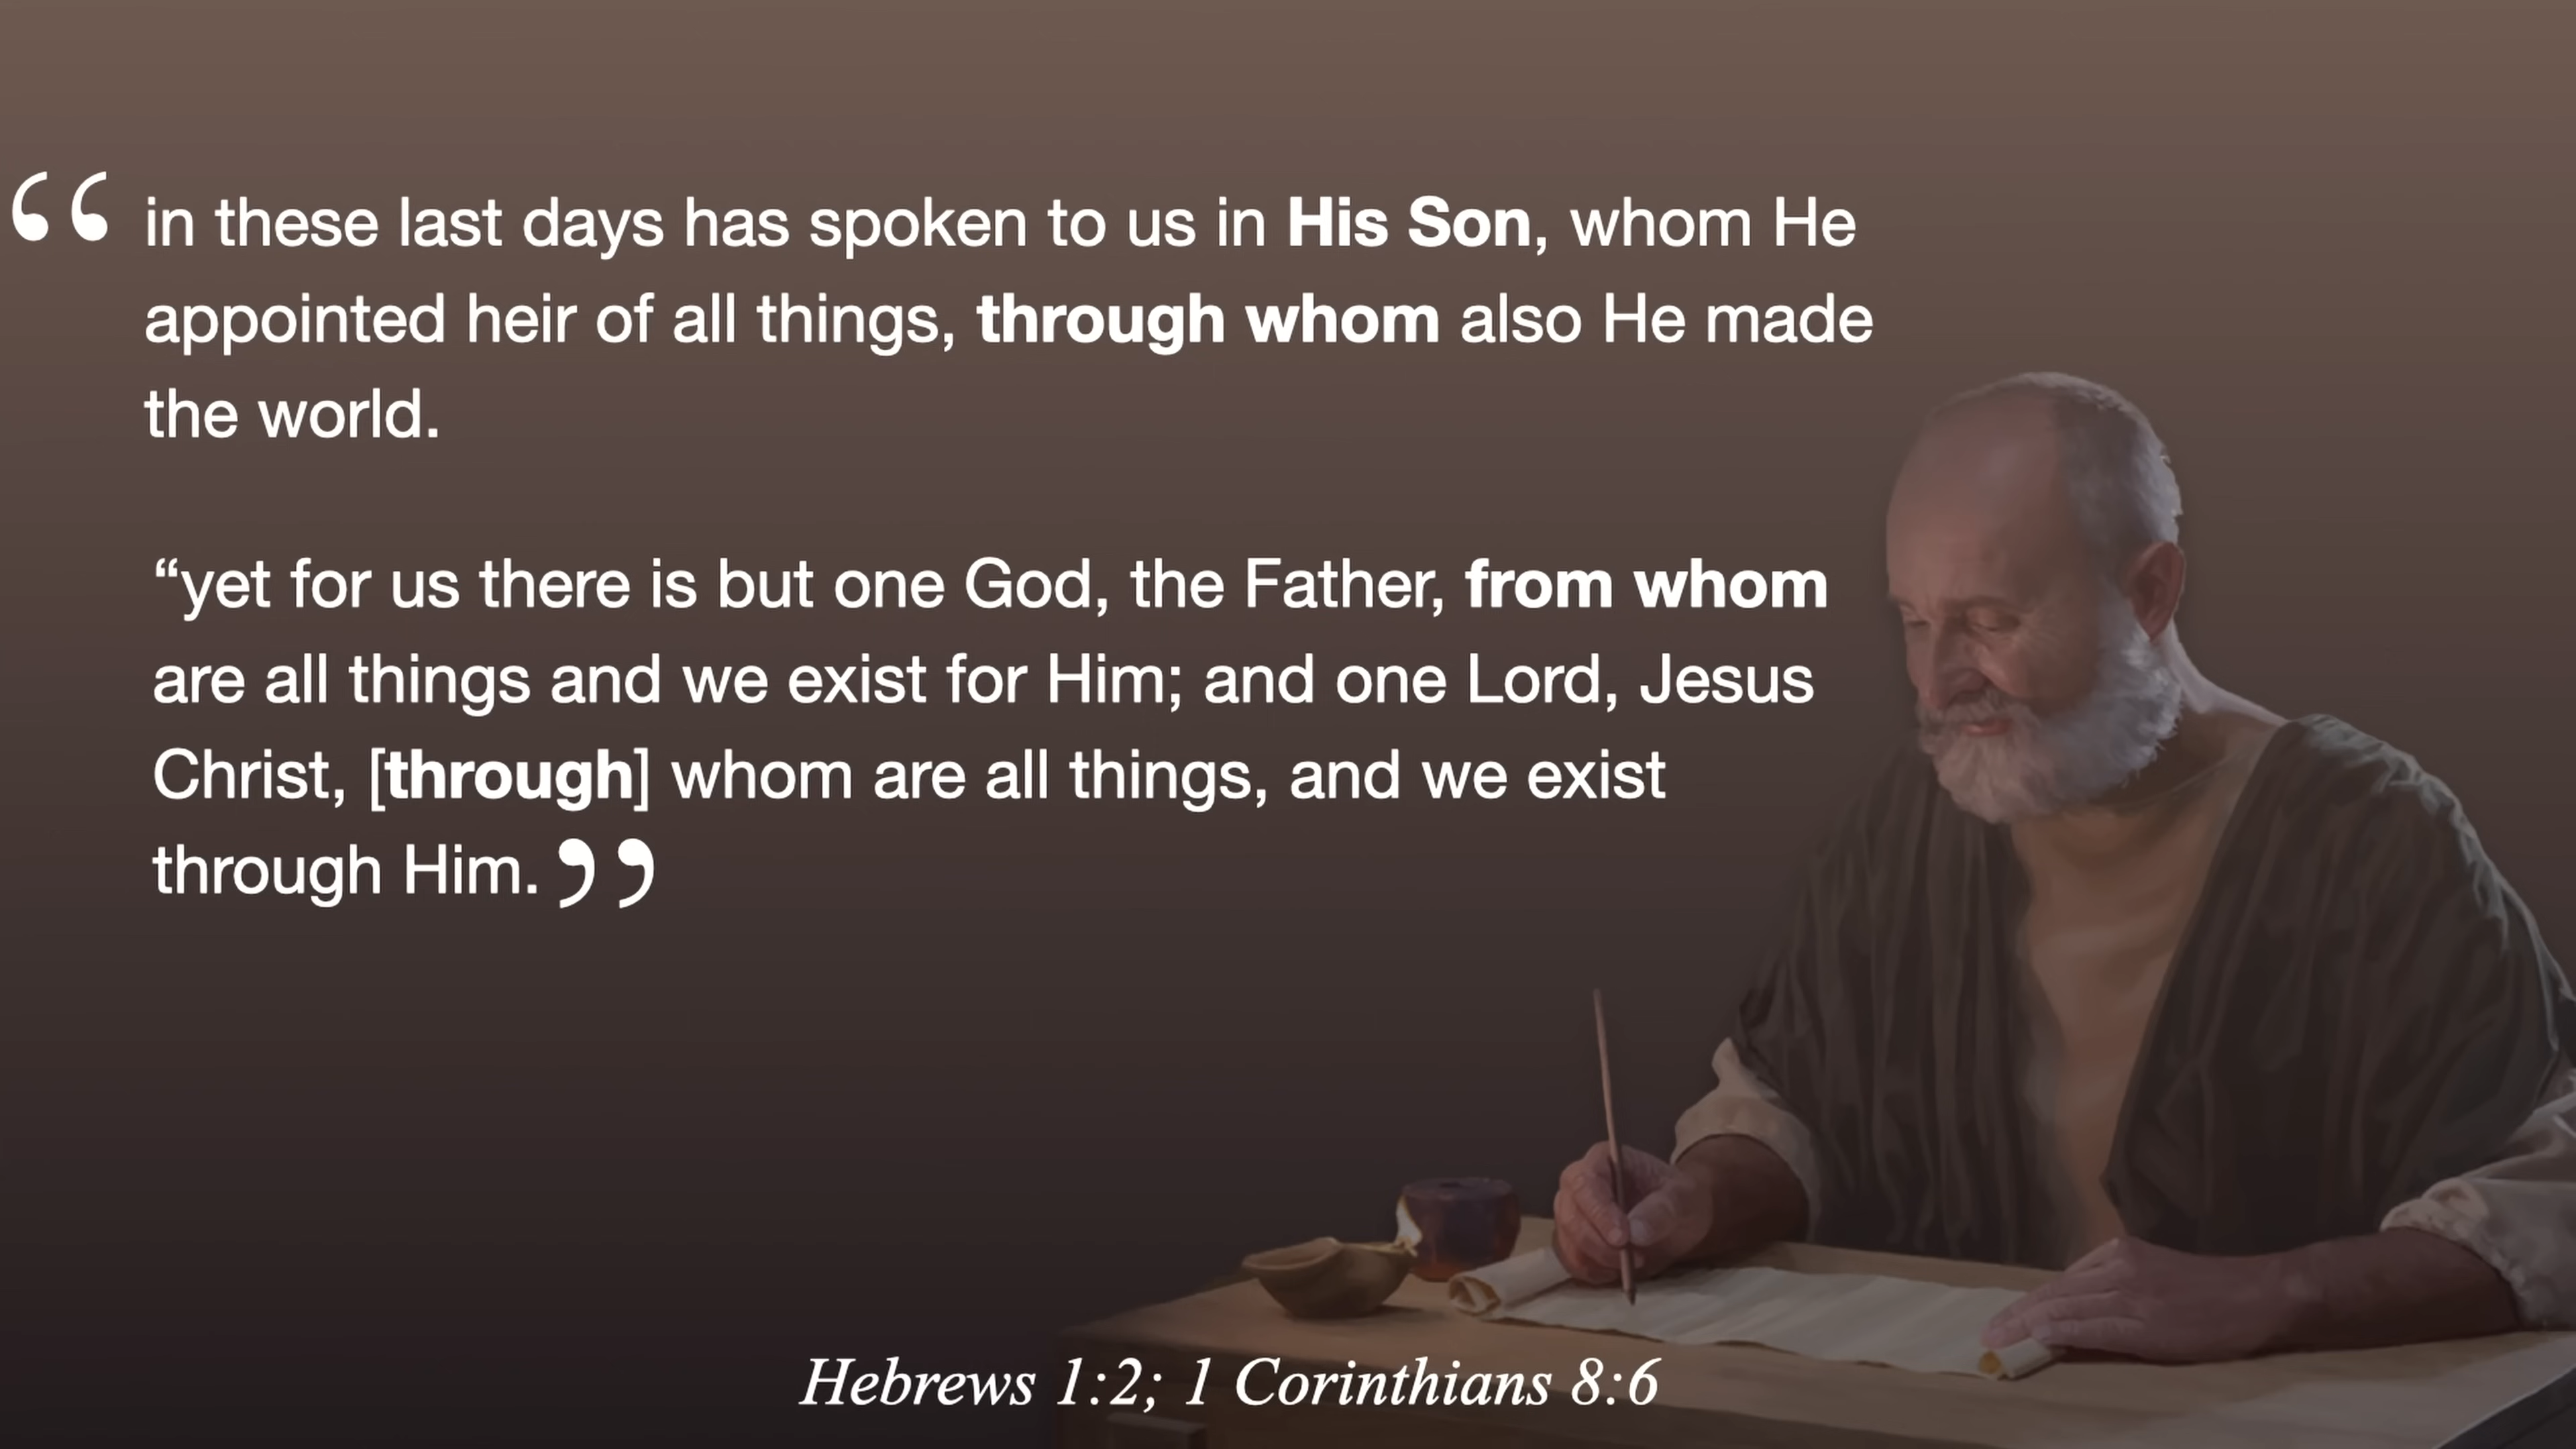 “ in these last days has spoken to us in His Son, whom He
appointed heir of all things, through whom also He made
the world.
“yet for us there is but one God, the Father, from whom
are all things and we exist for Him; and one Lord, Jesus
Christ, [through] whom are all things, and we exist
through Him. ”
Hebrews 1:2; 1 Corinthians 8:6